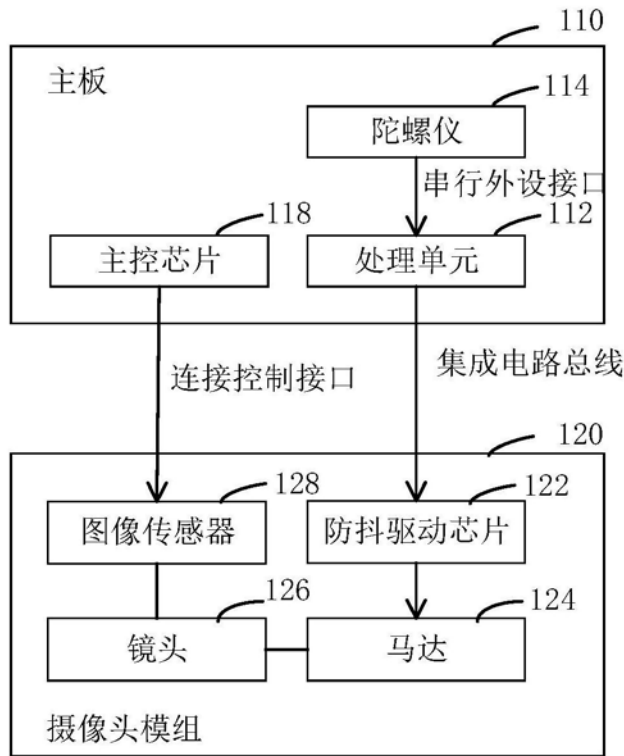 110
主板
114
陀螺仪
串行外设接口
118
112
主控芯片
处理单元
连接控制接口
集成电路总线
120
128
122
图像传感器
防抖驱动芯片
126
124
镜头
马达
摄像头模组